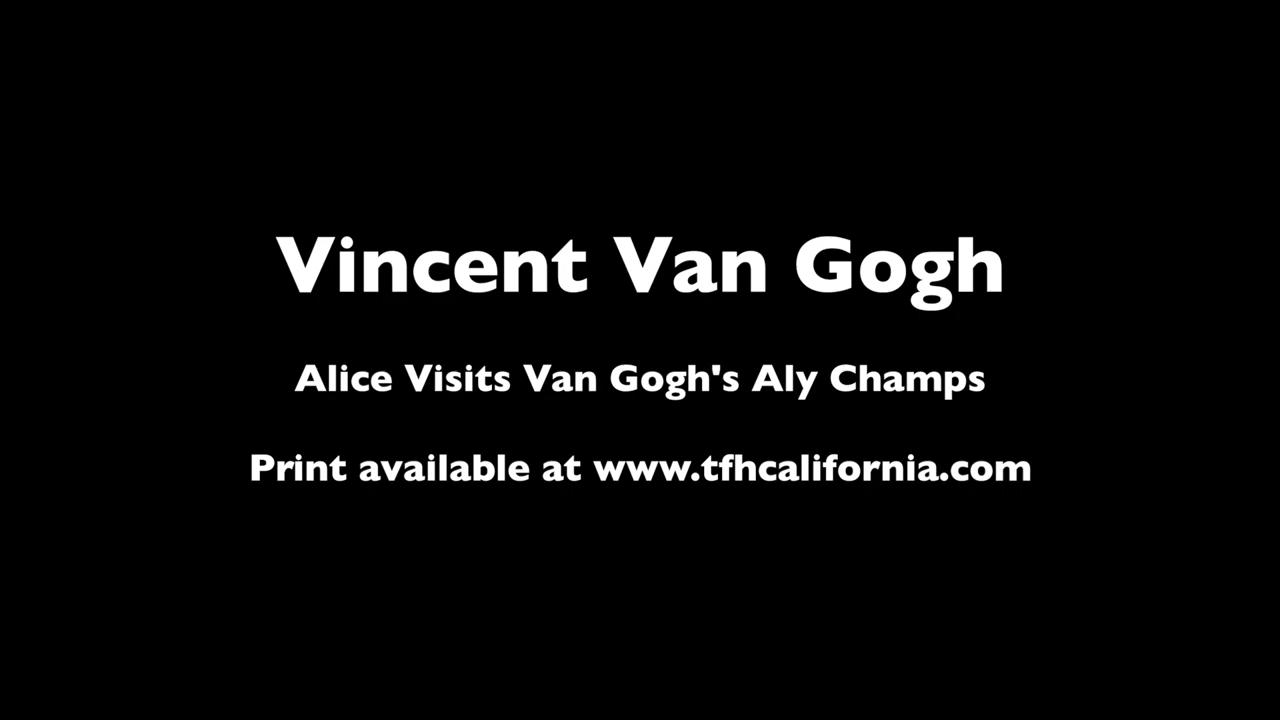 Vincent Van Gogh
Alice Visits Van Gogh's Aly Champs
Print available at www.tfhcalifornia.com